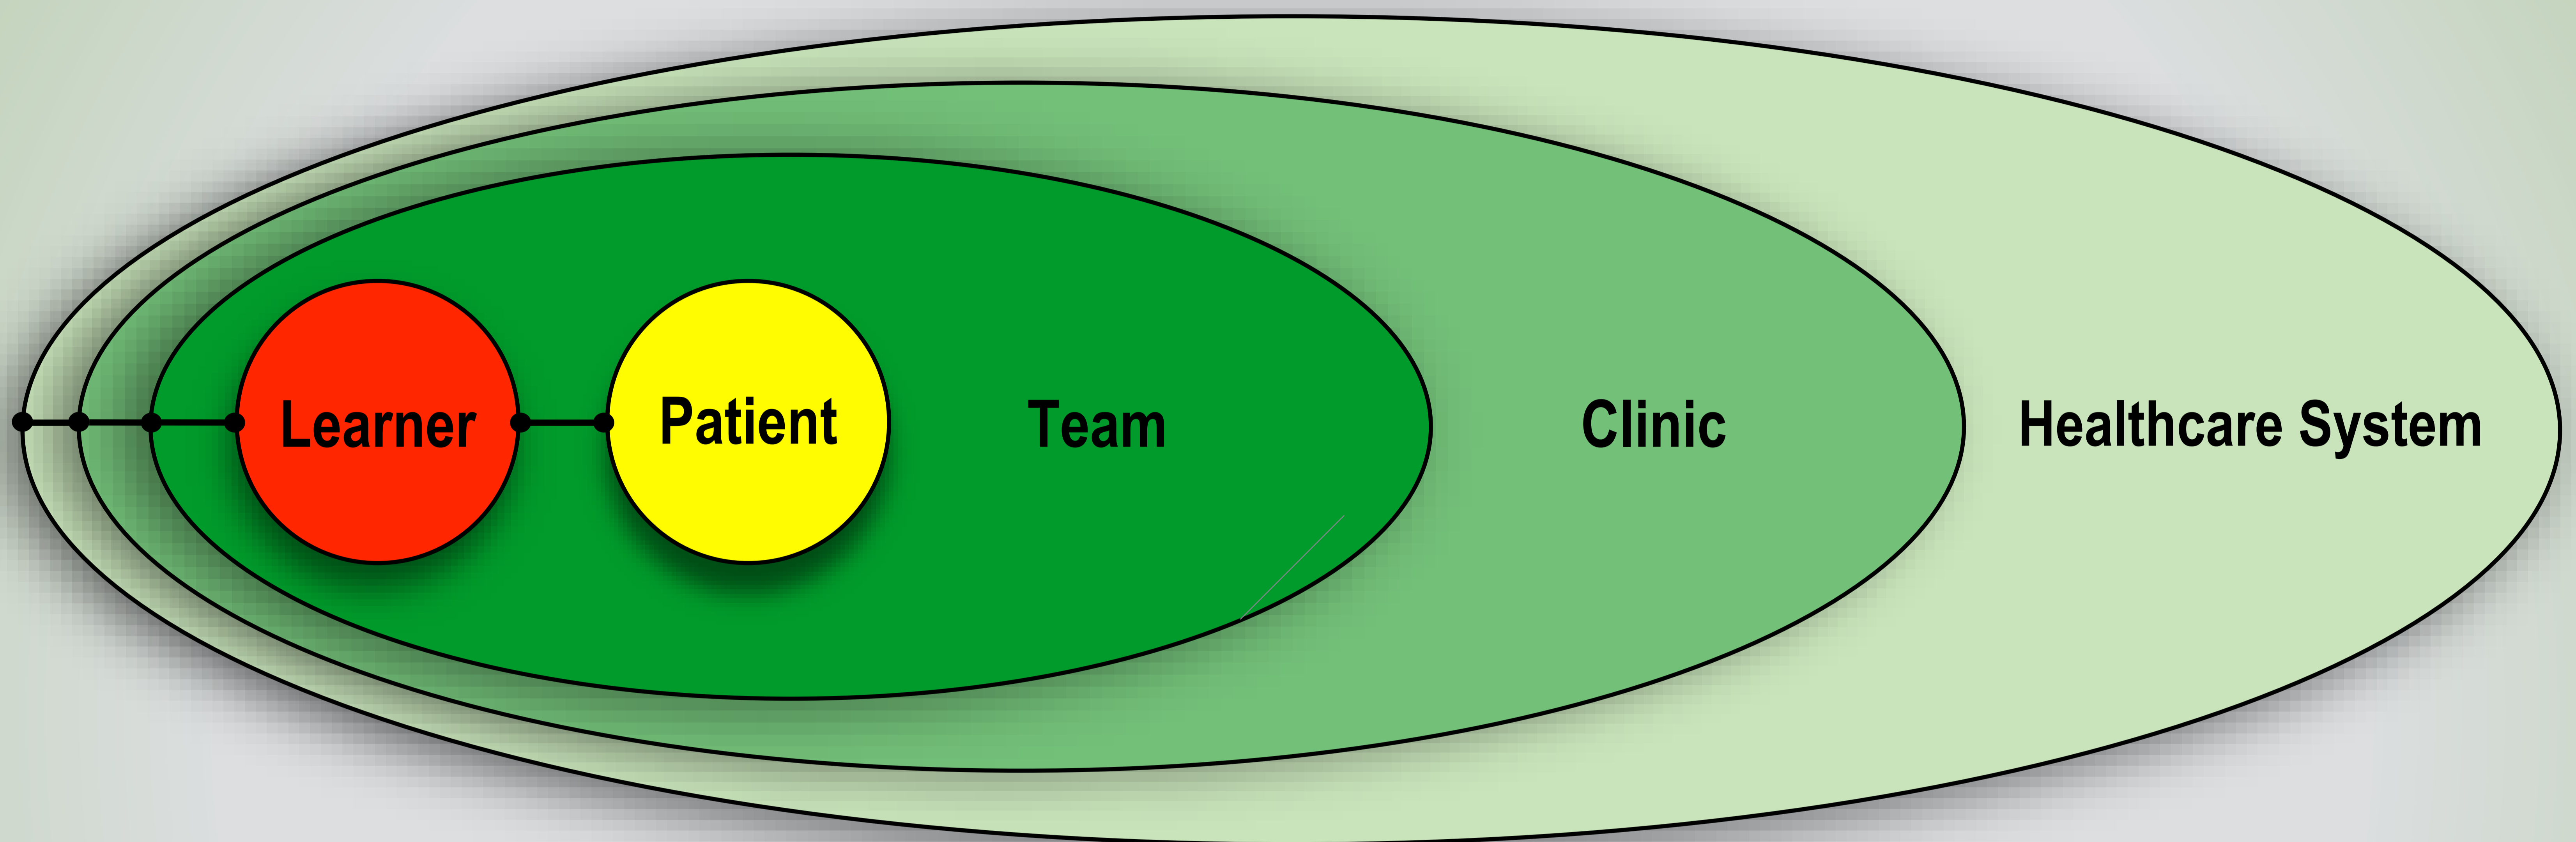 Learner
Patient
Team
Clinic
Healthcare System